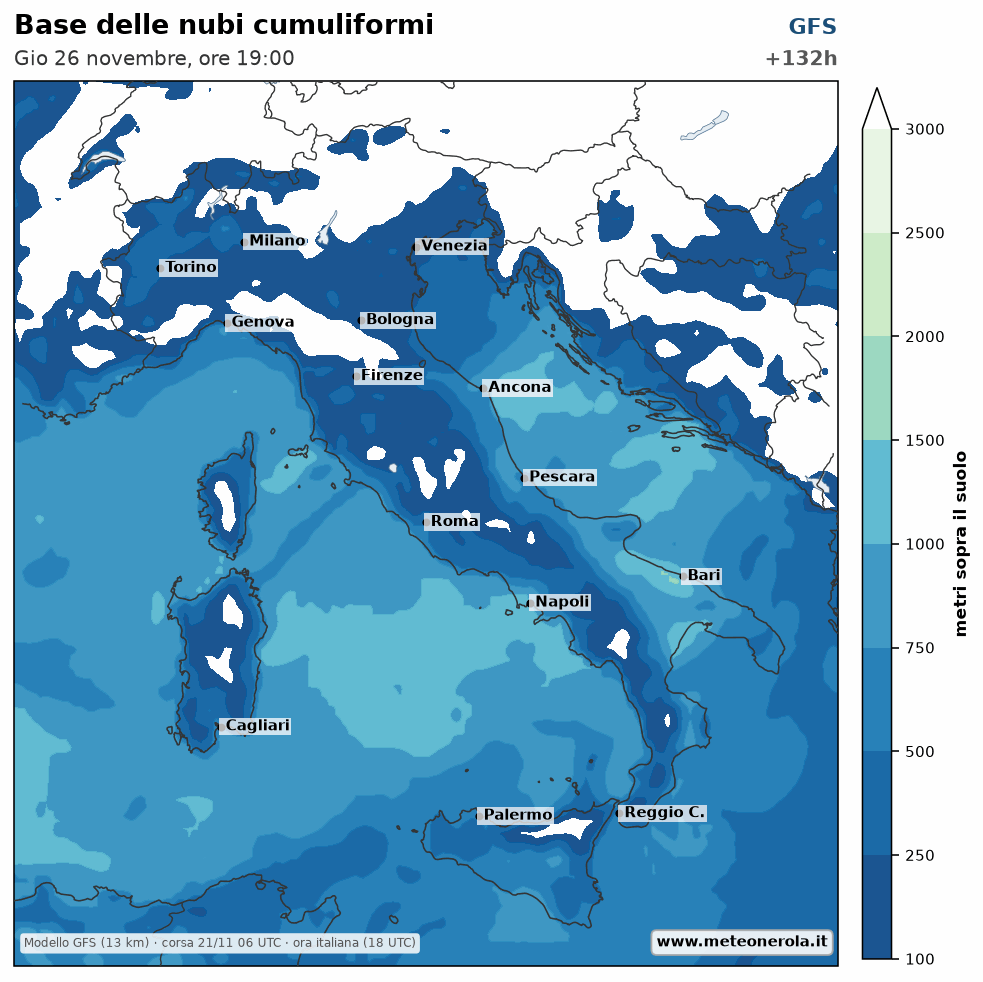 Base delle nubi cumuliformi
GFS
Gio 26 novembre, ore 19:00
+132h
Milano
Venezia
Torino
Genova
Bologna
Firenze
Ancona
Pescara
Roma
Bari
Napoli
Cagliari
Palermo
Reggio C.
3000
2500
2000
1500
1000
750
500
250
100
metri sopra il suolo
Modello GFS (13 km) · corsa 21/11 06 UTC · ora italiana (18 UTC)
www.meteonerola.it